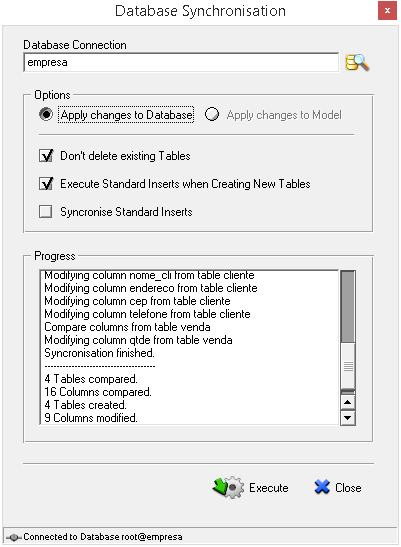 Database Synchronisation
x
Database Connection
empresa
Options
Apply changes to Database Apply changes to Model
Don't delete existing Tables
Execute Standard Inserts when Creating New Tables
Syncronise Standard Inserts
Progress
Modifying column nome_cli from table cliente
Modifying column endereco from table cliente
Modifying column cep from table cliente
Modifying column telefone from table cliente
Compare columns from table venda
Modifying column qtde from table venda
Syncronisation finished.
-----------------------------------
4 Tables compared.
16 Columns compared.
4 Tables created.
9 Columns modified.
Execute Close
Connected to Database root@empresa